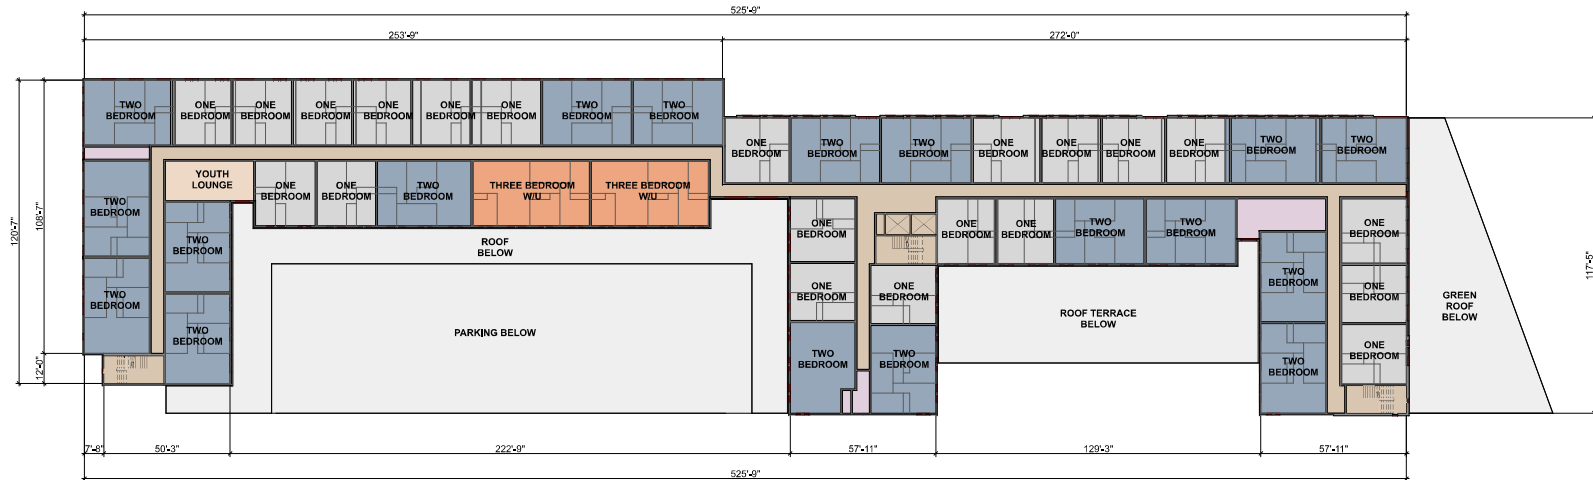 525'-9"
253'-9"
272'-0"
TWO
BEDROOM
ONE
BEDROOM
ONE
BEDROOM
ONE
BEDROOM
ONE
BEDROOM
ONE
BEDROOM
ONE
BEDROOM
TWO
BEDROOM
TWO
BEDROOM
ONE
BEDROOM
TWO
BEDROOM
TWO
BEDROOM
ONE
BEDROOM
ONE
BEDROOM
ONE
BEDROOM
ONE
BEDROOM
TWO
BEDROOM
TWO
BEDROOM
YOUTH
LOUNGE
ONE
BEDROOM
ONE
BEDROOM
TWO
BEDROOM
THREE BEDROOM
W/U
THREE BEDROOM
W/U
120'-7"
108'-7"
12'-0"
TWO
BEDROOM
TWO
BEDROOM
TWO
BEDROOM
TWO
BEDROOM
ROOF
BELOW
PARKING BELOW
ONE
BEDROOM
ONE
BEDROOM
TWO
BEDROOM
ONE
BEDROOM
TWO
BEDROOM
ONE
BEDROOM
ONE
BEDROOM
TWO
BEDROOM
TWO
BEDROOM
ROOF TERRACE
BELOW
TWO
BEDROOM
TWO
BEDROOM
ONE
BEDROOM
ONE
BEDROOM
ONE
BEDROOM
GREEN
ROOF
BELOW
117'-5"
7'-8"
50'-3"
222'-9"
57'-11"
129'-3"
57'-11"
525'-9"